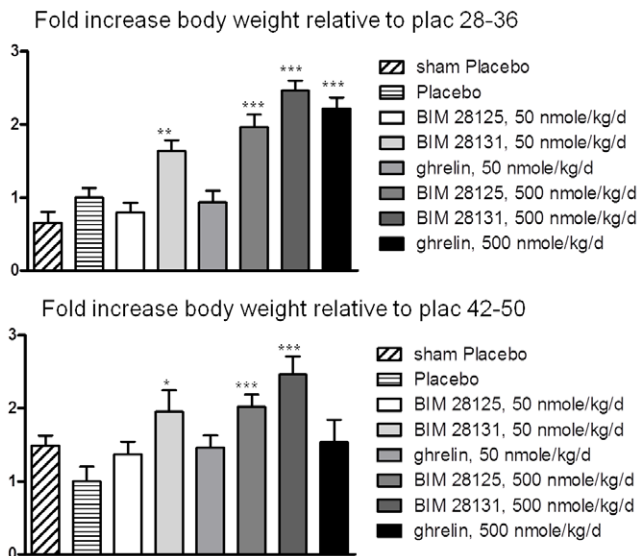 Fold increase body weight relative to plac 28-36
3
2
1
0
**
***
***
***
sham Placebo
Placebo
BIM 28125, 50 nmole/kg/d
BIM 28131, 50 nmole/kg/d
ghrelin, 50 nmole/kg/d
BIM 28125, 500 nmole/kg/d
BIM 28131, 500 nmole/kg/d
ghrelin, 500 nmole/kg/d
Fold increase body weight relative to plac 42-50
3
2
1
0
*
***
***
sham Placebo
Placebo
BIM 28125, 50 nmole/kg/d
BIM 28131, 50 nmole/kg/d
ghrelin, 50 nmole/kg/d
BIM 28125, 500 nmole/kg/d
BIM 28131, 500 nmole/kg/d
ghrelin, 500 nmole/kg/d